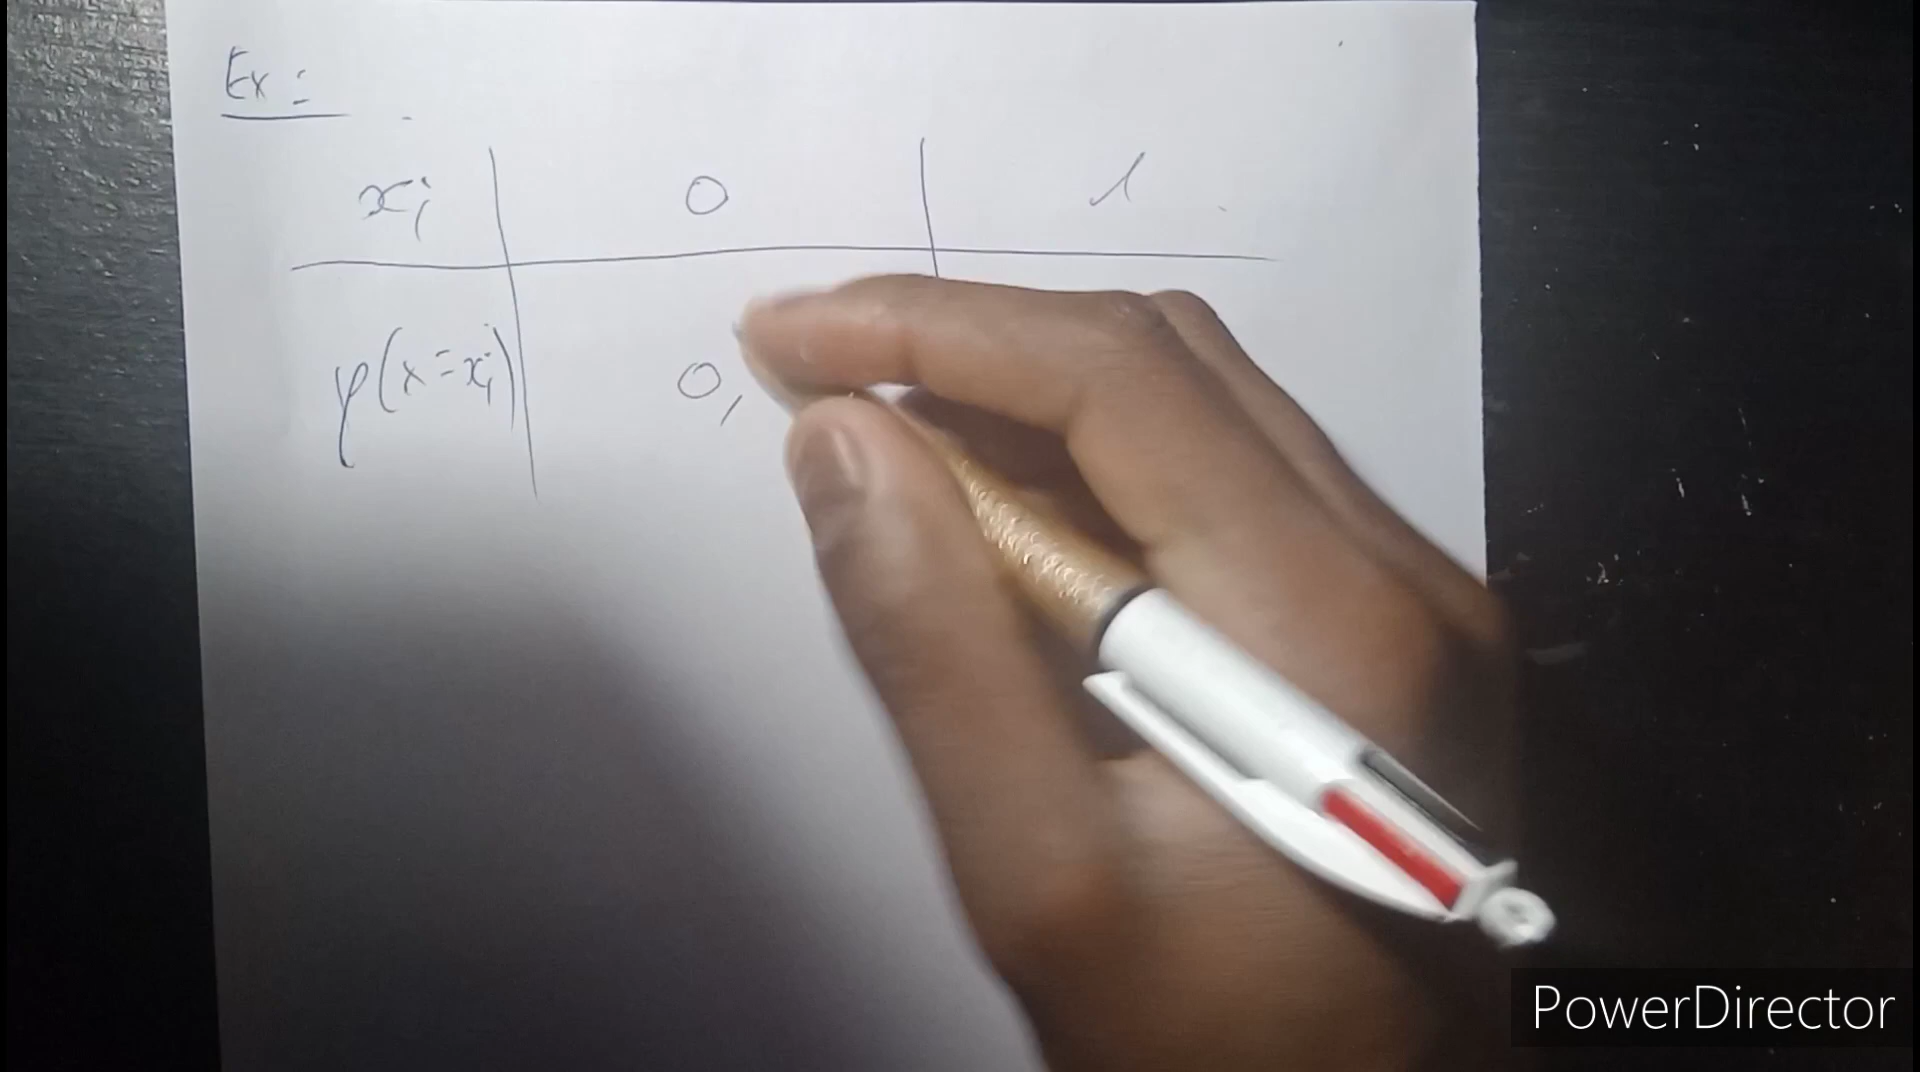 Ex :
xi 0 1
p(x=xi) 0,
PowerDirector